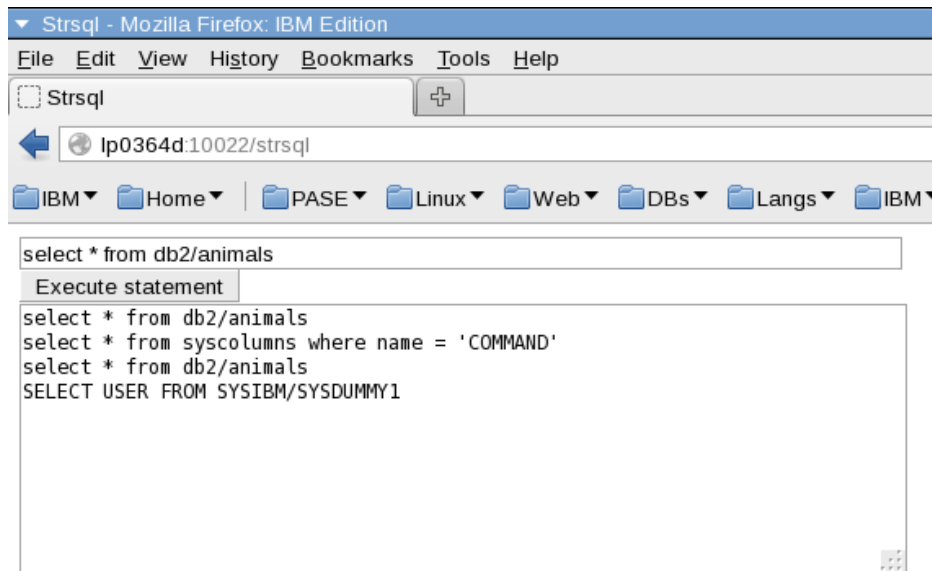 Strsql - Mozilla Firefox: IBM Edition
File Edit View History Bookmarks Tools Help
Strsql
lp0364d:10022/strsql
IBM Home PASE Linux Web DBs Langs IBM
select * from db2/animals
Execute statement
select * from db2/animals
select * from syscolumns where name = 'COMMAND'
select * from db2/animals
SELECT USER FROM SYSIBM/SYSDUMMY1